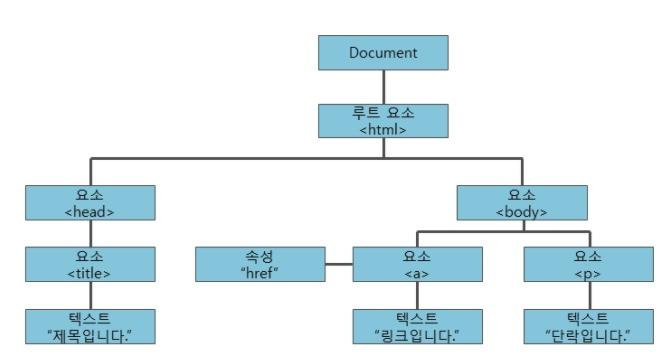 Document
루트 요소
<html>
요소
<head>
요소
<body>
요소
<title>
속성
“href”
요소
<a>
요소
<p>
텍스트
“제목입니다.”
텍스트
“링크입니다.”
텍스트
“단락입니다.”